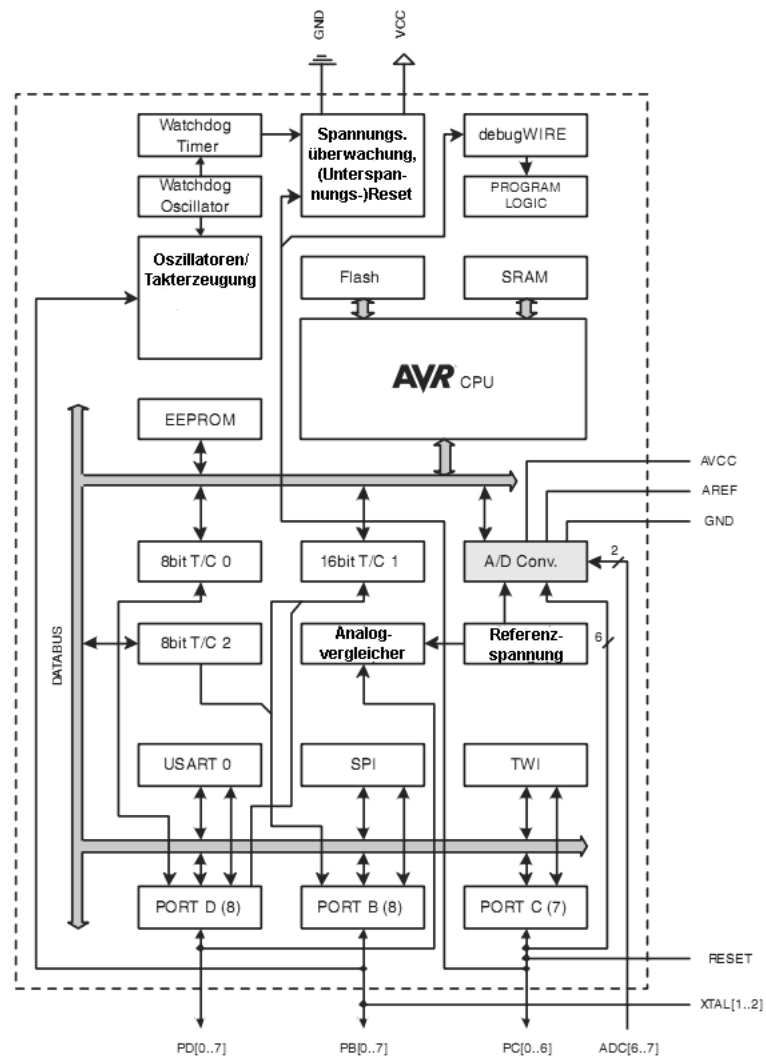 GND
VCC
Watchdog
Timer
Spannungs.
überwachung,
(Unterspan-
nungs-)Reset
debugWIRE
Watchdog
Oscillator
PROGRAM
LOGIC
Oszillatoren/
Takterzeugung
Flash
SRAM
AVR CPU
EEPROM
AVCC
AREF
GND
8bit T/C 0
16bit T/C 1
A/D Conv.
2
DATABUS
8bit T/C 2
Analog-
vergleicher
Referenz-
spannung
6
USART 0
SPI
TWI
PORT D (8)
PORT B (8)
PORT C (7)
RESET
XTAL[1..2]
PD[0..7]
PB[0..7]
PC[0..6]
ADC[6..7]